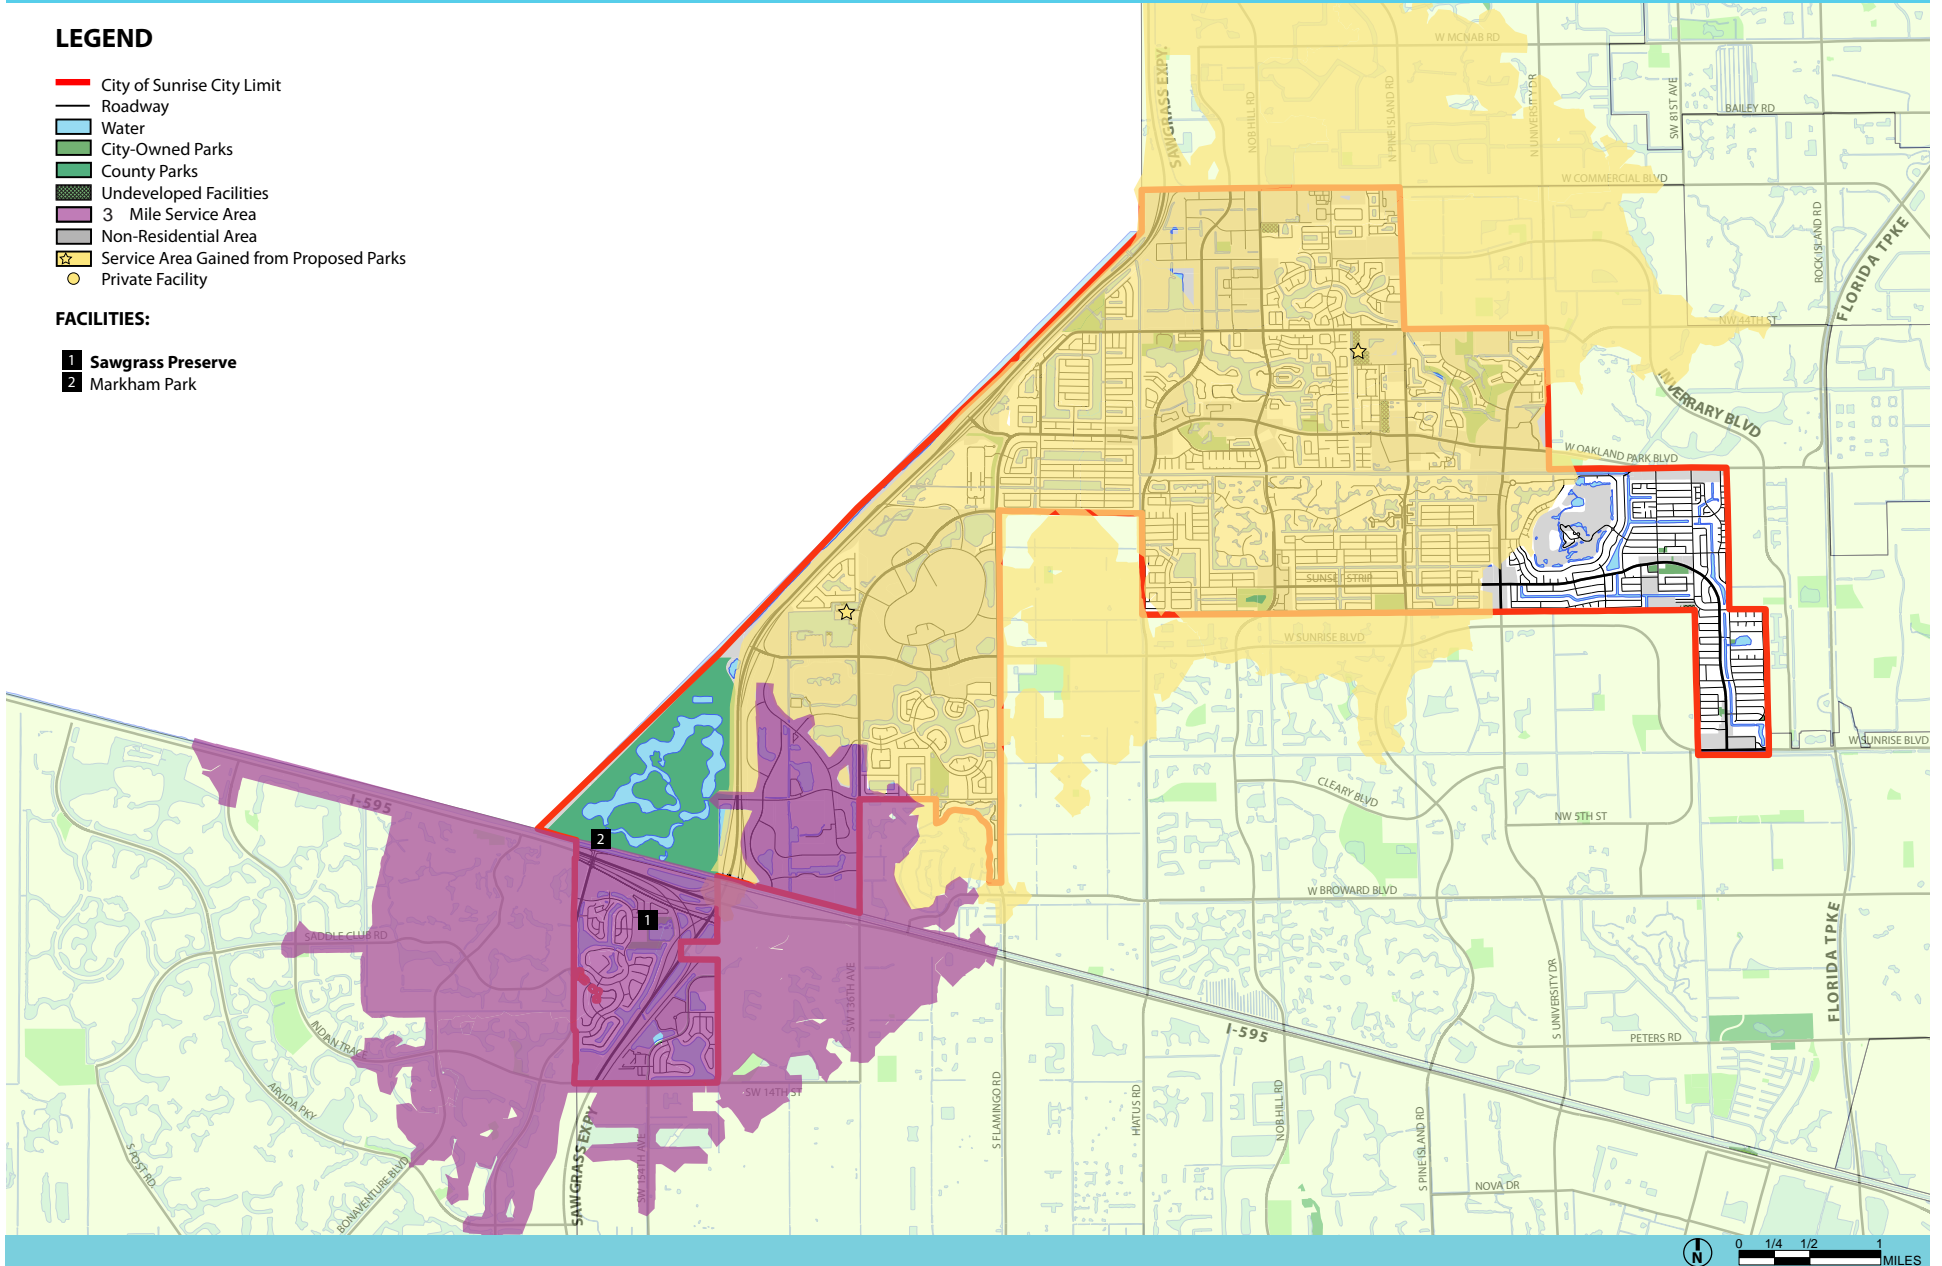 LEGEND
City of Sunrise City Limit
Roadway
Water
City-Owned Parks
County Parks
Undeveloped Facilities
3 Mile Service Area
Non-Residential Area
Service Area Gained from Proposed Parks
Private Facility
FACILITIES:
1 Sawgrass Preserve
2 Markham Park
W MCNAB RD
SAWGRASS EXPY.
NOB HILL RD
N PINE ISLAND RD
N UNIVERSITY DR
SW 81ST AVE
BAILEY RD
W COMMERCIAL BLVD
ROCK ISLAND RD
FLORIDA TPKE
NW 44TH ST
INVERRARY BLVD
W OAKLAND PARK BLVD
SUNSET STRIP
W SUNRISE BLVD
W SUNRISE BLVD
I-595
CLEARY BLVD
NW 5TH ST
2
W BROWARD BLVD
1
SADDLE CLUB RD
FLORIDA TPKE
SW 136TH AVE
S UNIVERSITY DR
INDIAN TRACE
I-595
PETERS RD
ARVIDA PKY
SW 14TH ST
S FLAMINGO RD
HIATUS RD
NOB HILL RD
S PINE ISLAND RD
S POST RD.
BONAVENTURE BLVD
SAWGRASS EXPY
SW 154TH AVE
NOVA DR
N
0 1/4 1/2 1
MILES